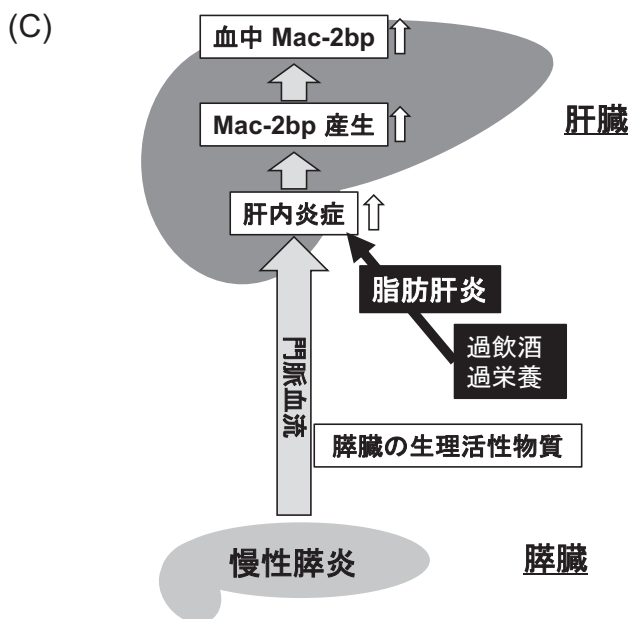 (C)
血中 Mac-2bp
Mac-2bp 産生
肝臓
肝内炎症
脂肪肝炎
過飲酒
過栄養
門脈血流
膵臓の生理活性物質
慢性膵炎
膵臓